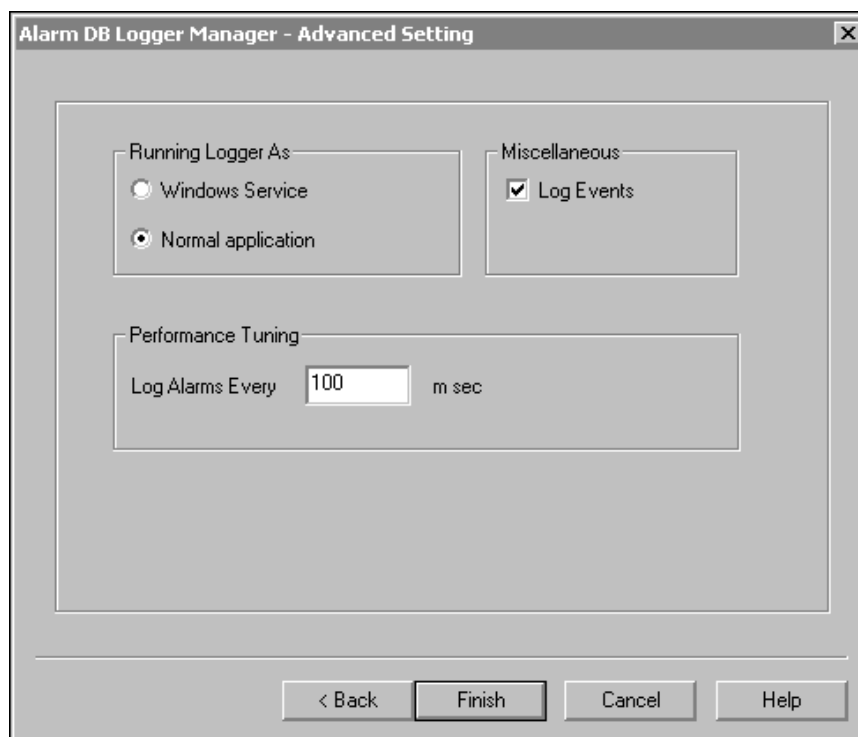 Alarm DB Logger Manager - Advanced Setting
Running Logger As
Windows Service
Normal application
Miscellaneous
Log Events
Performance Tuning
Log Alarms Every 100 m sec
< Back Finish Cancel Help